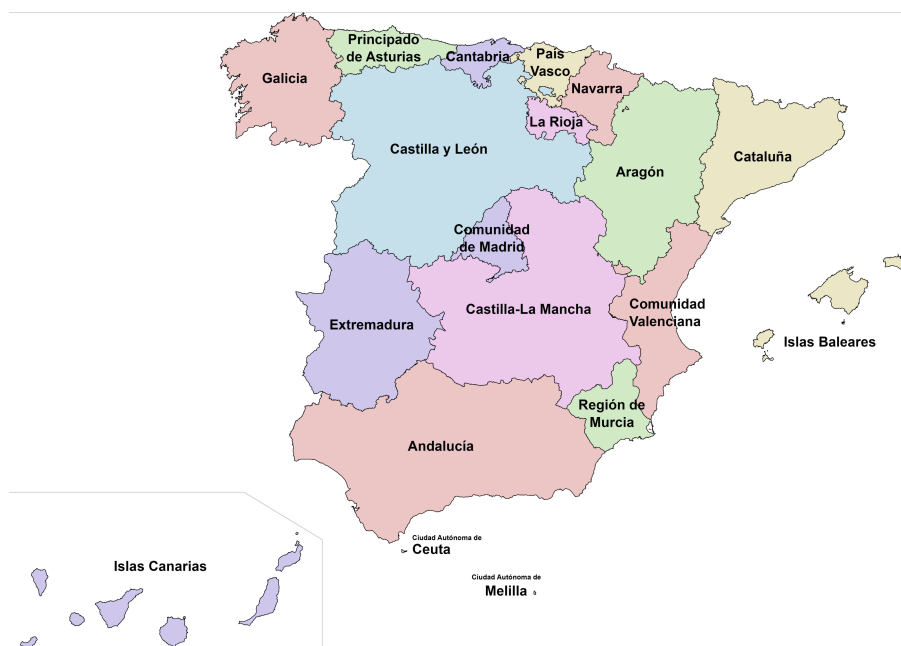 Principado
de Asturias
Cantabria
País
Vasco
Galicia
Navarra
La Rioja
Castilla y León
Cataluña
Aragón
Comunidad
de Madrid
Castilla-La Mancha
Comunidad
Valenciana
Extremadura
Islas Baleares
Región de
Murcia
Andalucía
Ciudad Autónoma de
Ceuta
Islas Canarias
Ciudad Autónoma de
Melilla